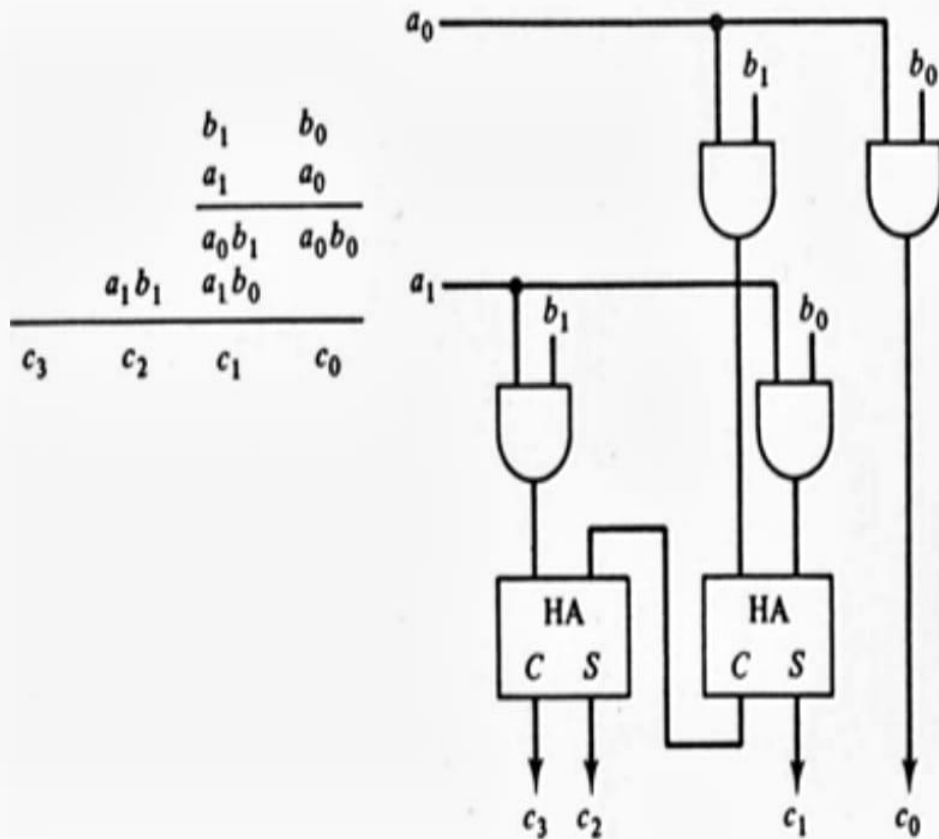 b₁ b₀
a₁ a₀
a₀b₁ a₀b₀
a₁b₁ a₁b₀
c₃ c₂ c₁ c₀
a₀
b₁ b₀
a₁
b₁ b₀
HA HA
C S C S
c₃ c₂ c₁ c₀